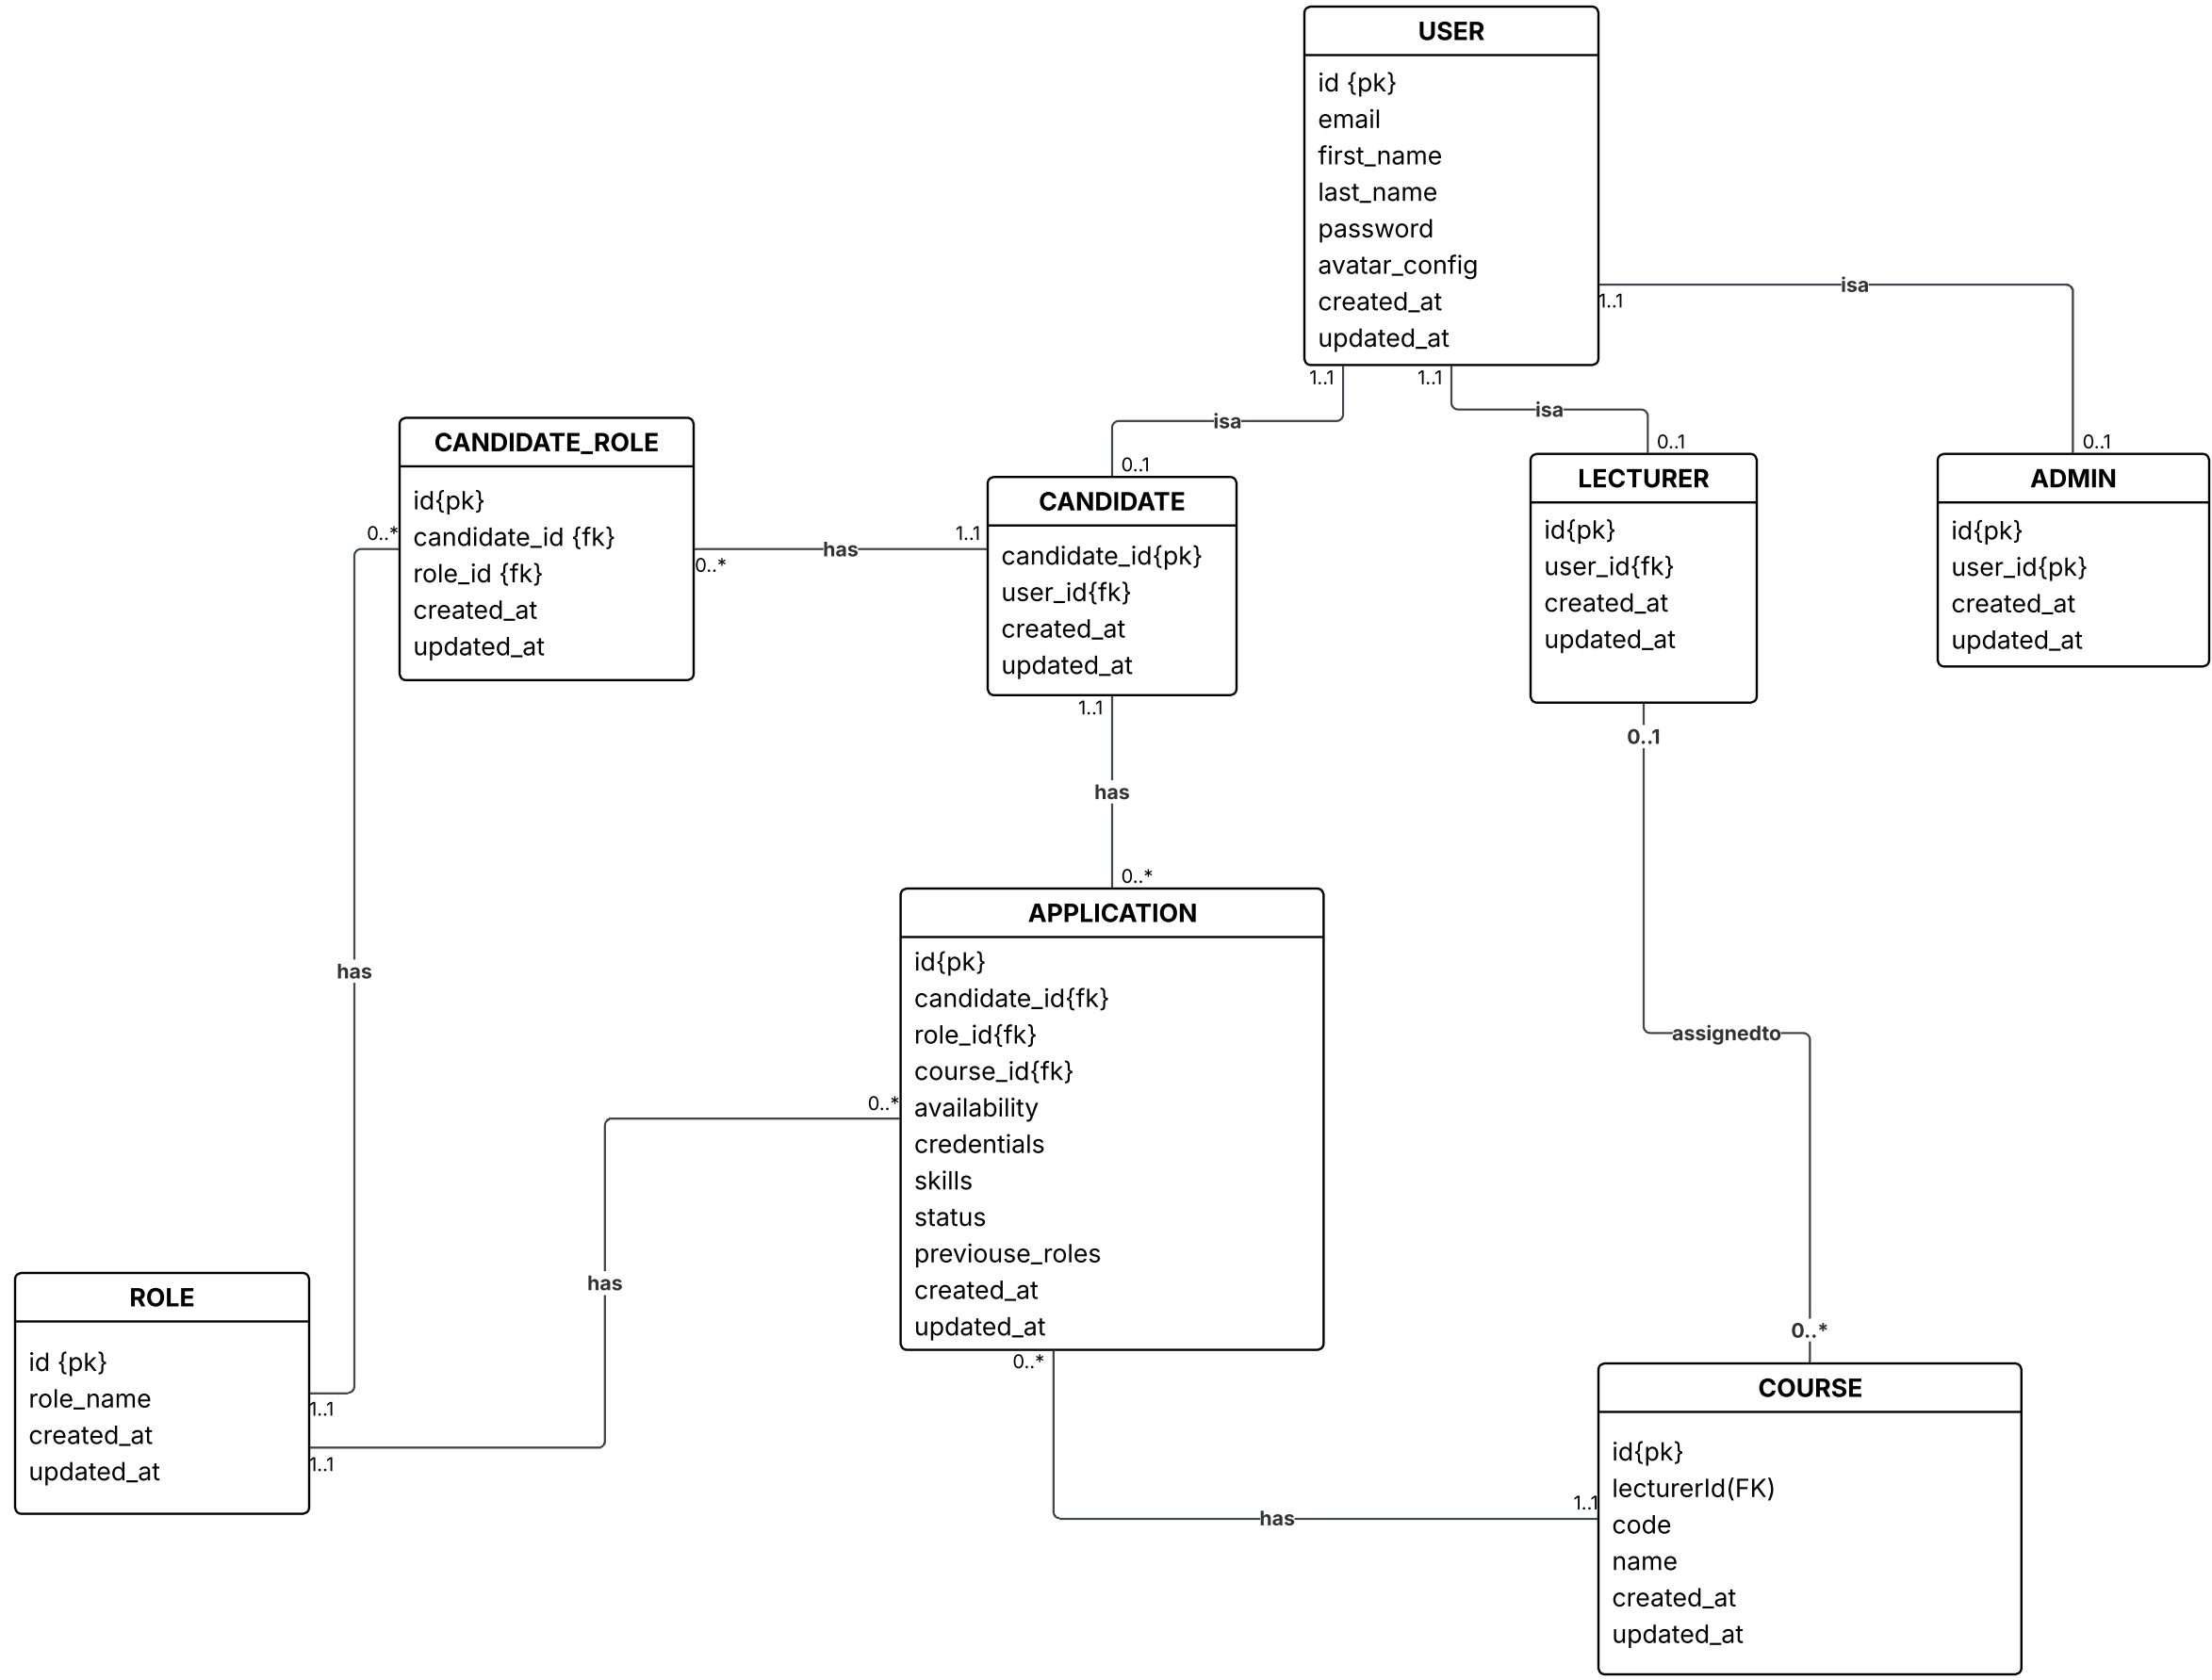 USER
id {pk}
email
first_name
last_name
password
avatar_config
created_at
updated_at
1..1
isa
1..1
1..1
isa
isa
0..1
0..1
0..1
CANDIDATE_ROLE
id{pk}
candidate_id {fk}
role_id {fk}
created_at
updated_at
0..*
0..*
has
1..1
CANDIDATE
candidate_id{pk}
user_id{fk}
created_at
updated_at
LECTURER
id{pk}
user_id{fk}
created_at
updated_at
ADMIN
id{pk}
user_id{pk}
created_at
updated_at
1..1
has
0..*
0..1
assignedto
0..*
has
APPLICATION
id{pk}
candidate_id{fk}
role_id{fk}
course_id{fk}
availability
credentials
skills
status
previouse_roles
created_at
updated_at
0..*
has
0..*
ROLE
id {pk}
role_name
created_at
updated_at
1..1
1..1
has
1..1
COURSE
id{pk}
lecturerId(FK)
code
name
created_at
updated_at